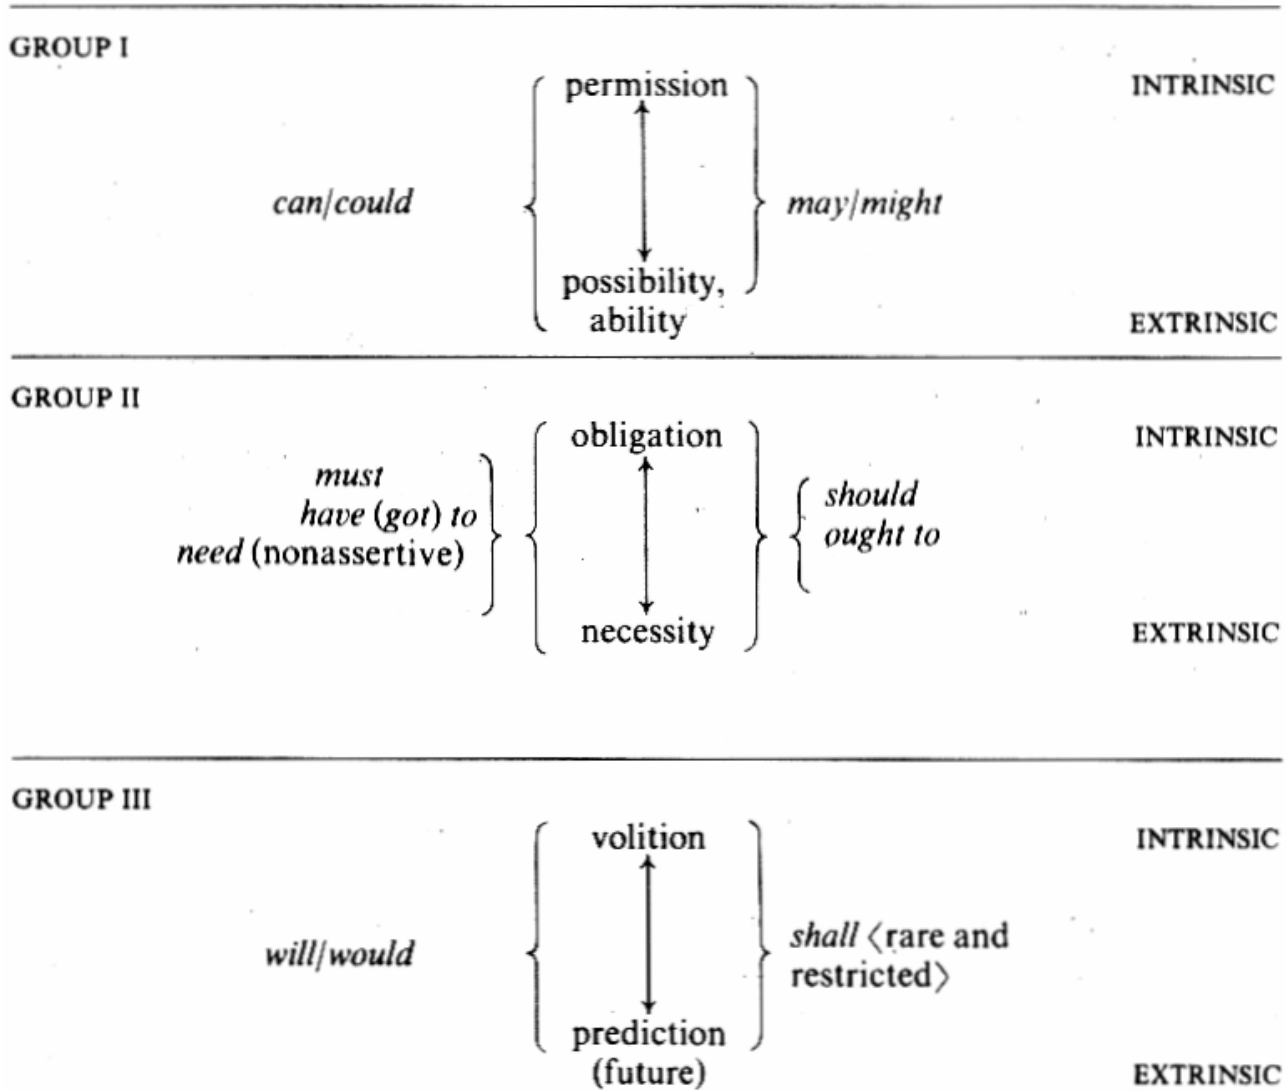 GROUP I
permission INTRINSIC
can/could may/might
possibility,
ability EXTRINSIC
GROUP II
obligation INTRINSIC
must
have (got) to
need (nonassertive)
should
ought to
necessity EXTRINSIC
GROUP III
volition INTRINSIC
will/would
shall ⟨rare and
restricted⟩
prediction
(future) EXTRINSIC